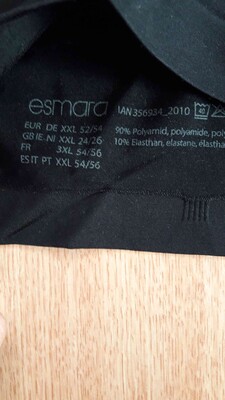 esmara
IAN 356934_2010
EUR DE XXL 52/54
GB IE NI XXL 24/26
FR 3XL 54/56
ES IT PT XXL 54/56
90% Polyamid, polyamide,
10% Elasthan, elastane,